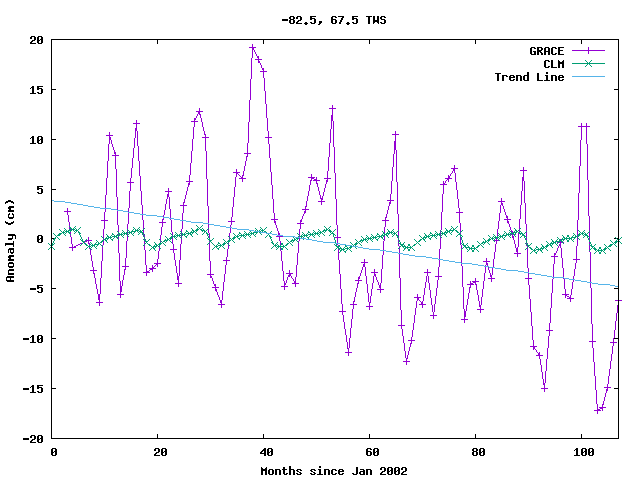 -82.5, 67.5 TWS
GRACE
CLM
Trend Line
20
15
10
5
0
-5
-10
-15
-20
Anomaly (cm)
0 20 40 60 80 100
Months since Jan 2002